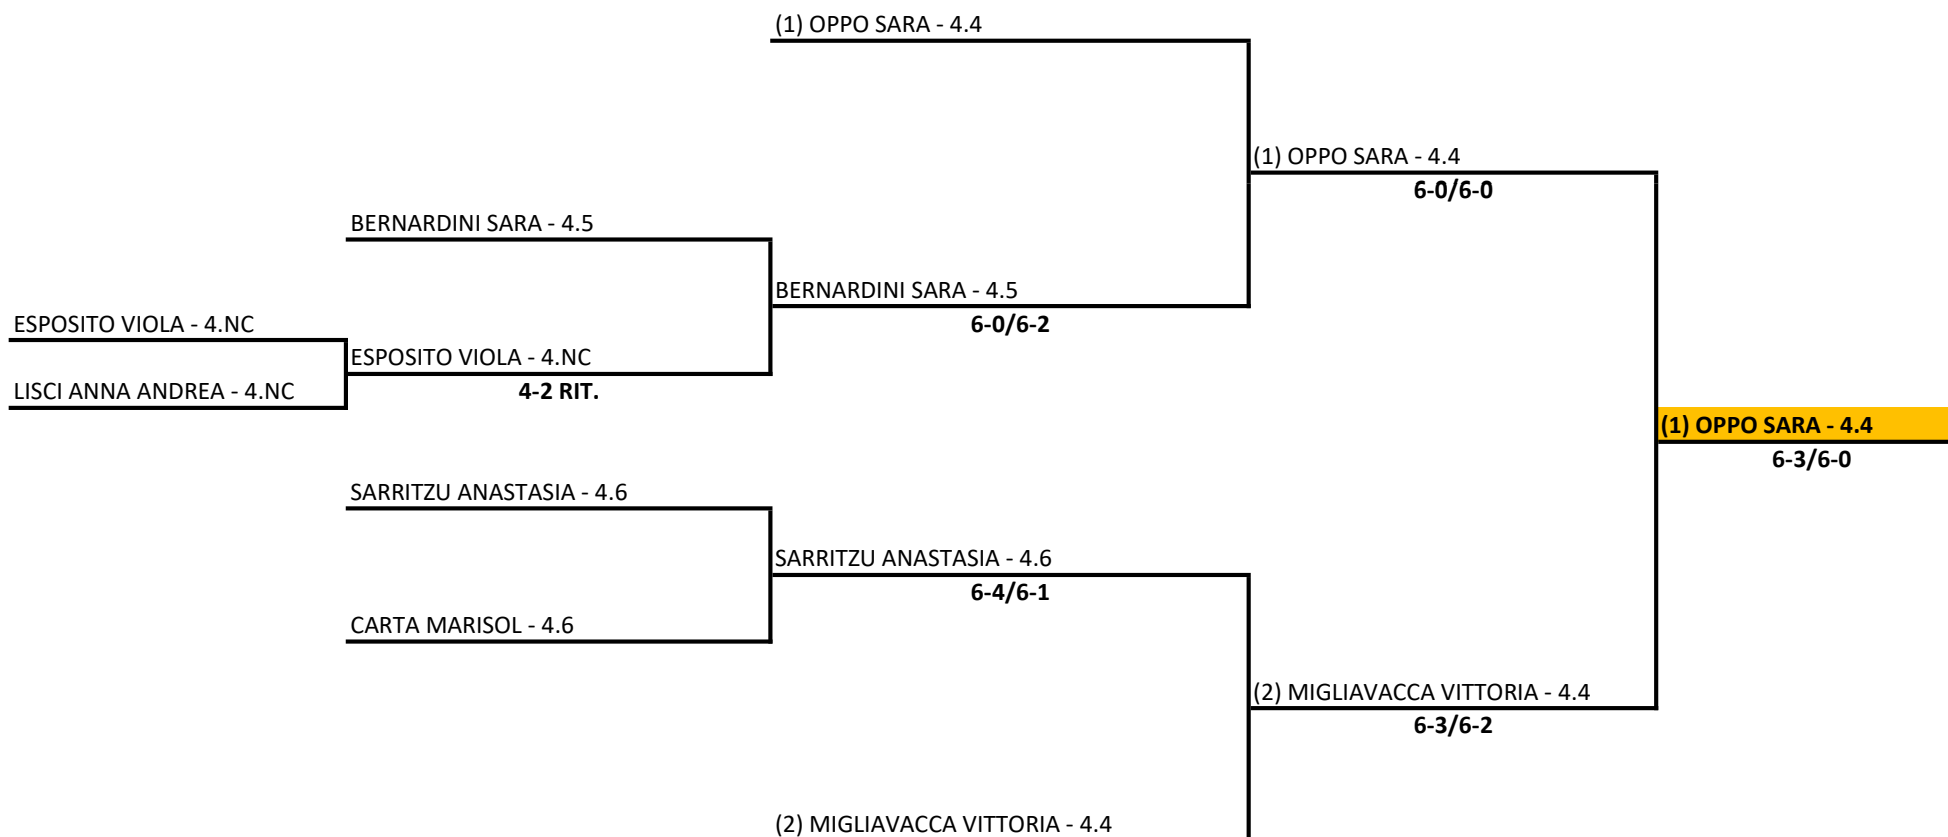 (1) OPPO SARA - 4.4
(1) OPPO SARA - 4.4
6-0/6-0
BERNARDINI SARA - 4.5
BERNARDINI SARA - 4.5
6-0/6-2
ESPOSITO VIOLA - 4.NC
ESPOSITO VIOLA - 4.NC
4-2 RIT.
LISCI ANNA ANDREA - 4.NC
(1) OPPO SARA - 4.4
6-3/6-0
SARRITZU ANASTASIA - 4.6
SARRITZU ANASTASIA - 4.6
6-4/6-1
CARTA MARISOL - 4.6
(2) MIGLIAVACCA VITTORIA - 4.4
6-3/6-2
(2) MIGLIAVACCA VITTORIA - 4.4